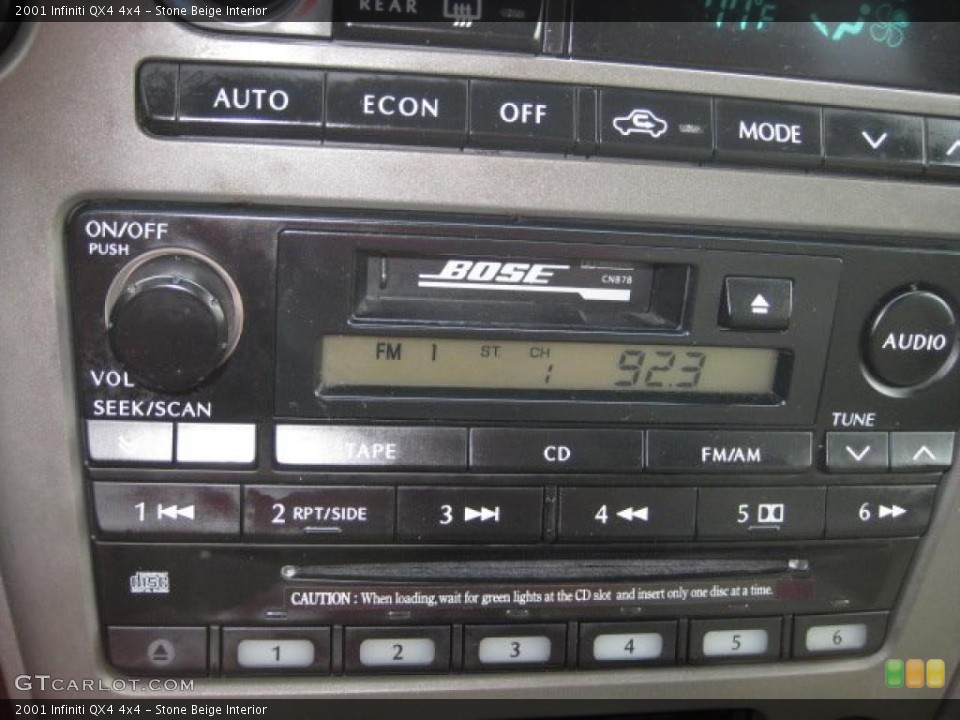 2001 Infiniti QX4 4x4 – Stone Beige Interior
REAR
AUTO ECON OFF MODE
ON/OFF
PUSH
BOSE
CN878
AUDIO
FM 1 ST. CH 1 92.3
VOL
SEEK/SCAN
TUNE
TAPE CD FM/AM
1 2 RPT/SIDE 3 4 5 6
disc
CAUTION : When loading, wait for green lights at the CD slot and insert only one disc at a time.
1 2 3 4 5 6
GTCARLOT.COM
2001 Infiniti QX4 4x4 – Stone Beige Interior